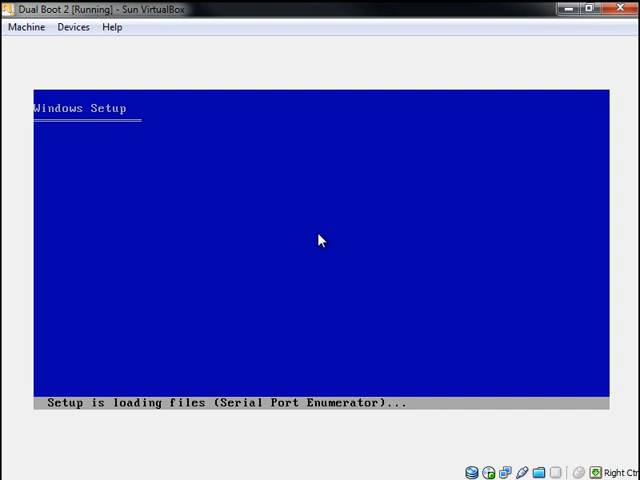 Dual Boot 2 [Running] - Sun VirtualBox
Machine Devices Help
Windows Setup
Setup is loading files (Serial Port Enumerator)...
Right Ctr